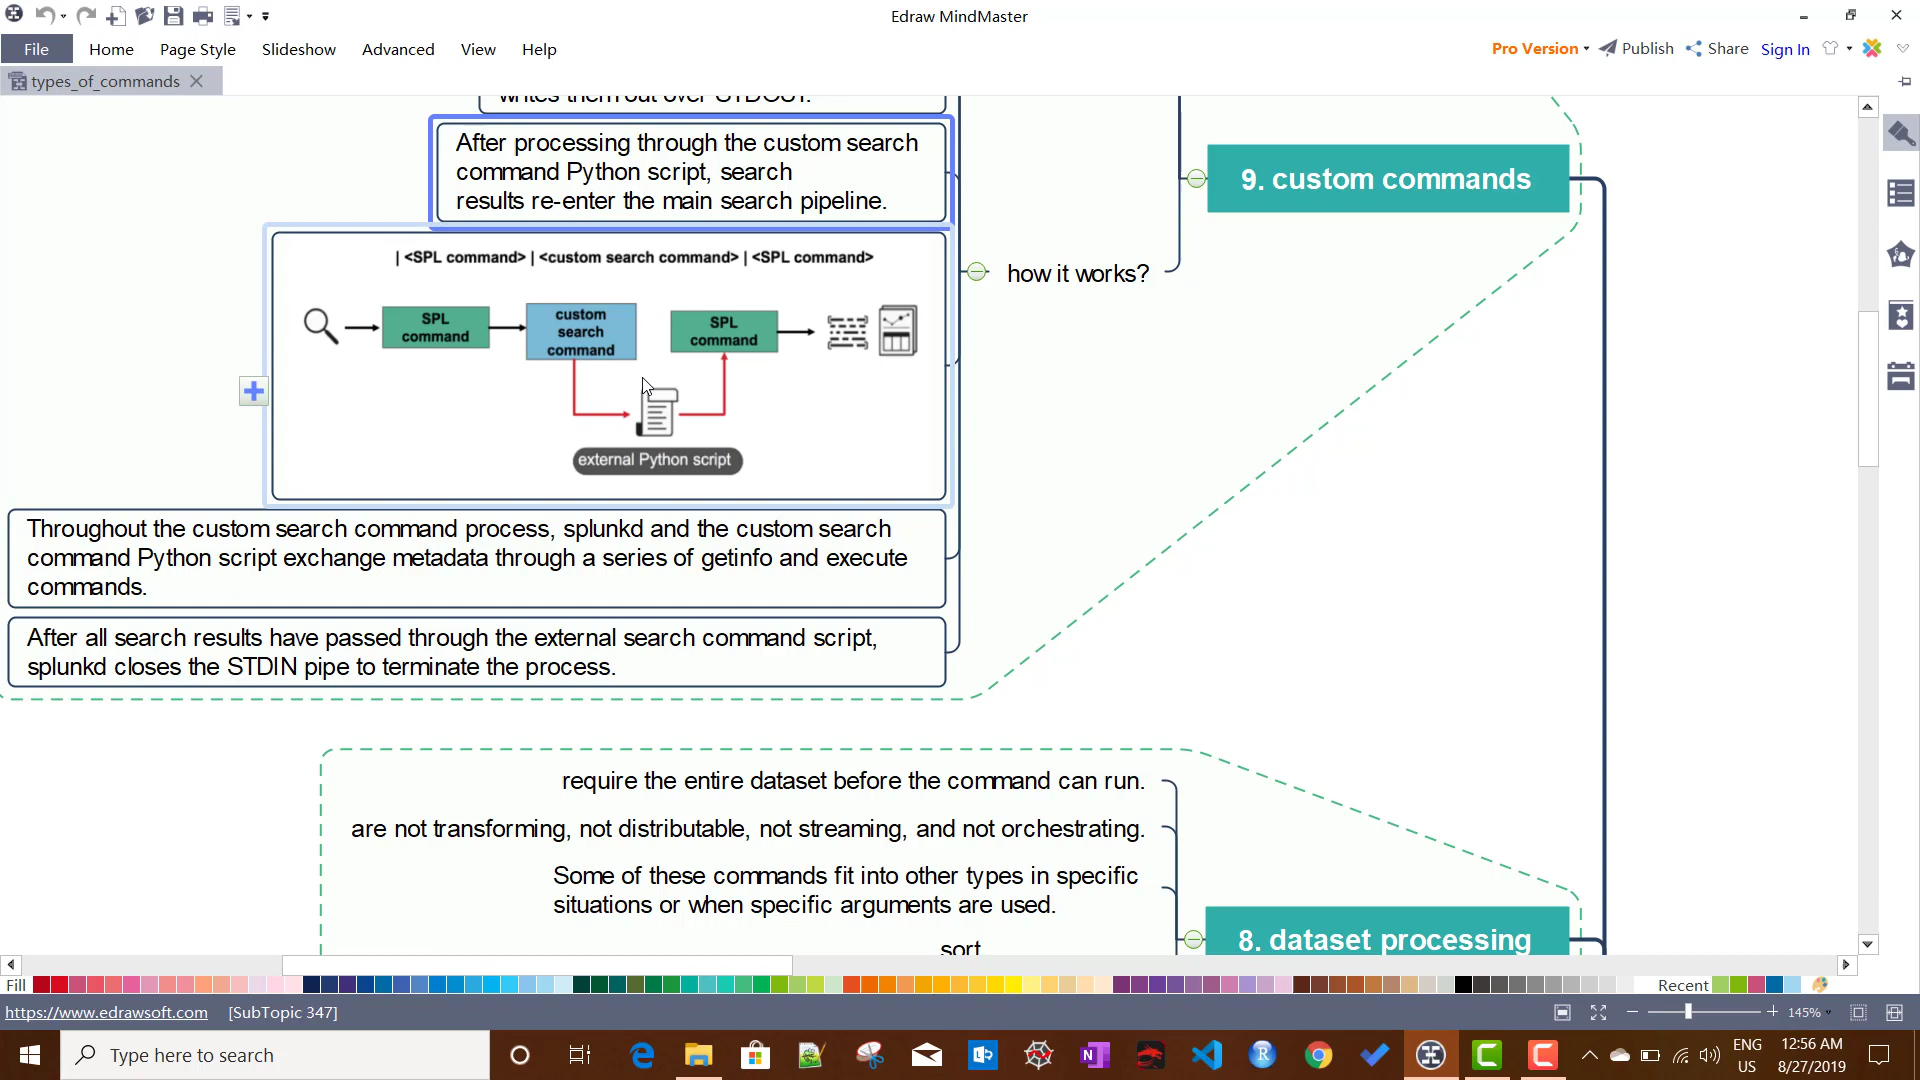 Edraw MindMaster
File
Home
Page Style
Slideshow
Advanced
View
Help
Pro Version
Publish
Share
Sign In
types_of_commands
writes them out over STDOUT.
After processing through the custom search
command Python script, search
results re-enter the main search pipeline.
9. custom commands
how it works?
| <SPL command> | <custom search command> | <SPL command>
SPL
command
custom
search
command
SPL
command
external Python script
Throughout the custom search command process, splunkd and the custom search
command Python script exchange metadata through a series of getinfo and execute
commands.
After all search results have passed through the external search command script,
splunkd closes the STDIN pipe to terminate the process.
require the entire dataset before the command can run.
are not transforming, not distributable, not streaming, and not orchestrating.
Some of these commands fit into other types in specific
situations or when specific arguments are used.
sort
8. dataset processing
Fill
Recent
https://www.edrawsoft.com
[SubTopic 347]
145%
Type here to search
ENG
US
12:56 AM
8/27/2019